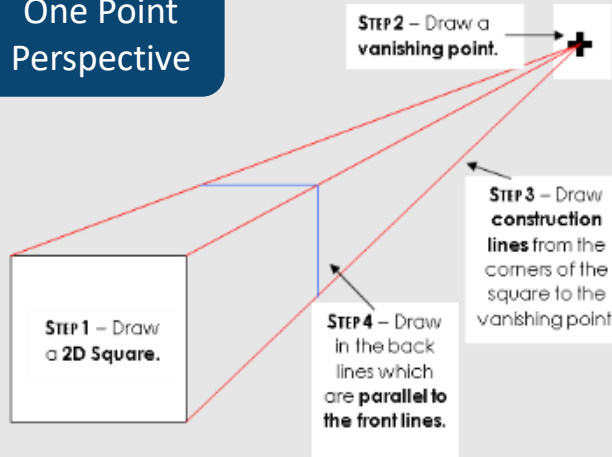 One Point
Perspective
STEP 2 – Draw a
vanishing point.
STEP 3 – Draw
construction
lines from the
corners of the
square to the
vanishing point
STEP 1 – Draw
a 2D Square.
STEP 4 – Draw
in the back
lines which
are parallel to
the front lines.